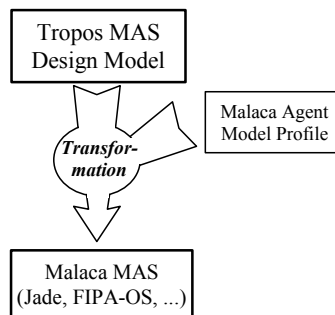 Tropos MAS
Design Model
Malaca Agent
Model Profile
Transfor-
mation
Malaca MAS
(Jade, FIPA-OS, ...)